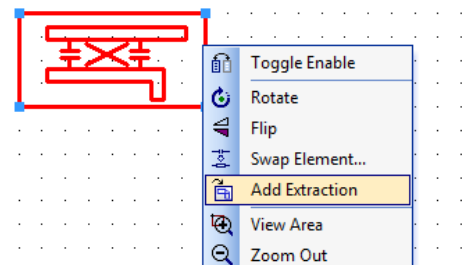 Toggle Enable
Rotate
Flip
Swap Element...
Add Extraction
View Area
Zoom Out